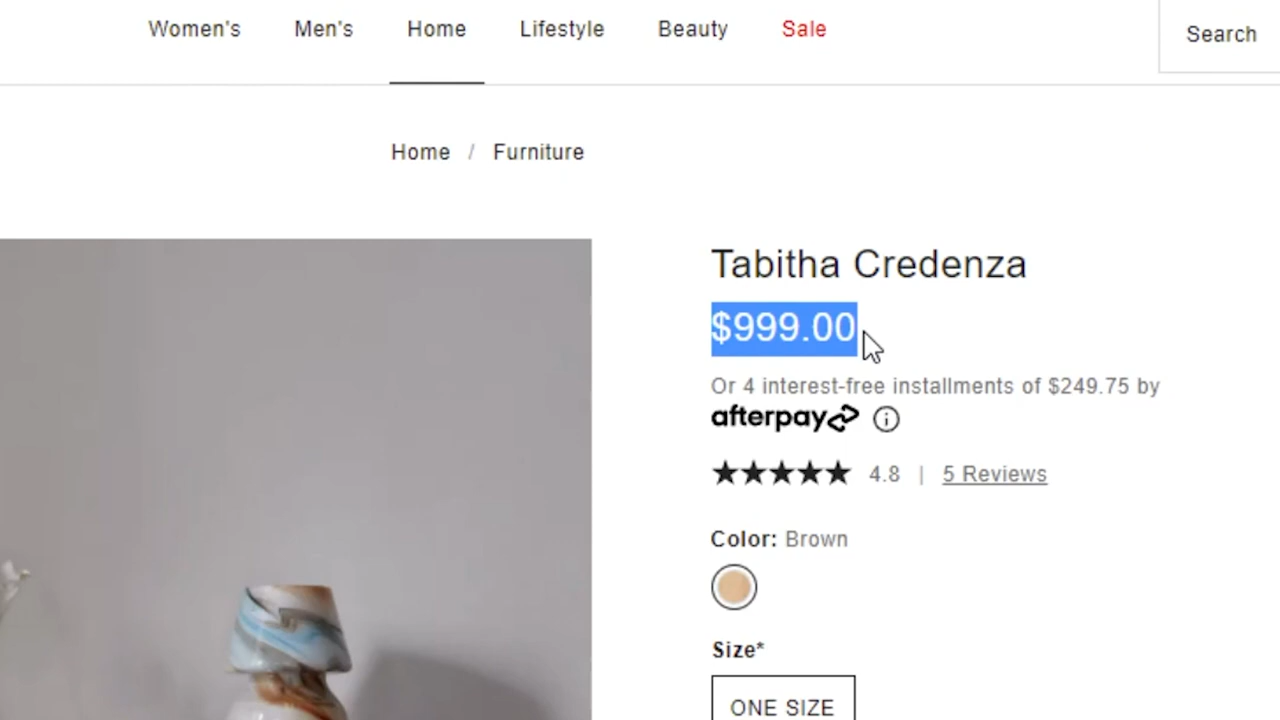 Women's Men's Home Lifestyle Beauty Sale Search
Home / Furniture
Tabitha Credenza
$999.00
Or 4 interest-free installments of $249.75 by
afterpay
4.8 | 5 Reviews
Color: Brown
Size*
ONE SIZE